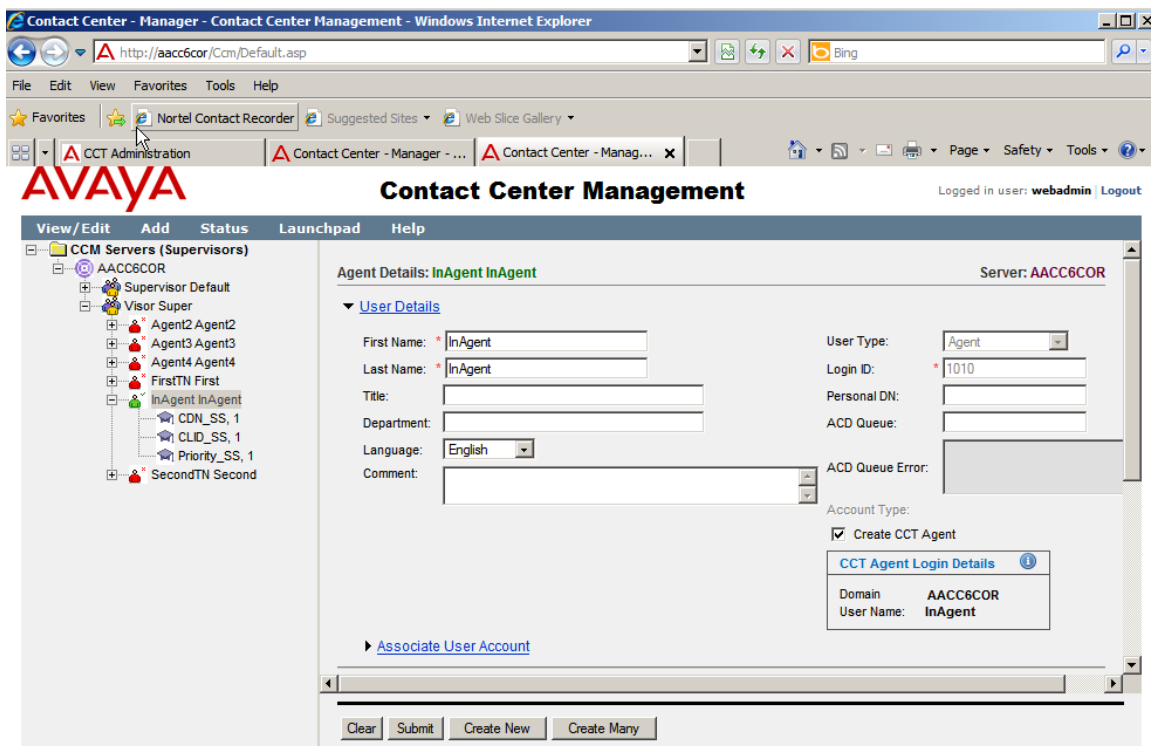 Contact Center - Manager - Contact Center Management - Windows Internet Explorer
http://aacc6cor/Ccm/Default.asp
Bing
File Edit View Favorites Tools Help
Favorites Nortel Contact Recorder Suggested Sites Web Slice Gallery
CCT Administration Contact Center - Manager - ... Contact Center - Manag... X Page Safety Tools
AVAYA Contact Center Management Logged in user: webadmin | Logout
View/Edit Add Status Launchpad Help
CCM Servers (Supervisors)
AACC6COR
Supervisor Default
Visor Super
Agent2 Agent2
Agent3 Agent3
Agent4 Agent4
FirstTN First
InAgent InAgent
CDN_SS, 1
CLID_SS, 1
Priority_SS, 1
SecondTN Second
Agent Details: InAgent InAgent Server: AACC6COR
User Details
First Name: * InAgent
Last Name: * InAgent
Title:
Department:
Language: English
Comment:
User Type: Agent
Login ID: * 1010
Personal DN:
ACD Queue:
ACD Queue Error:
Account Type:
Create CCT Agent
CCT Agent Login Details
Domain AACC6COR
User Name: InAgent
Associate User Account
Clear Submit Create New Create Many